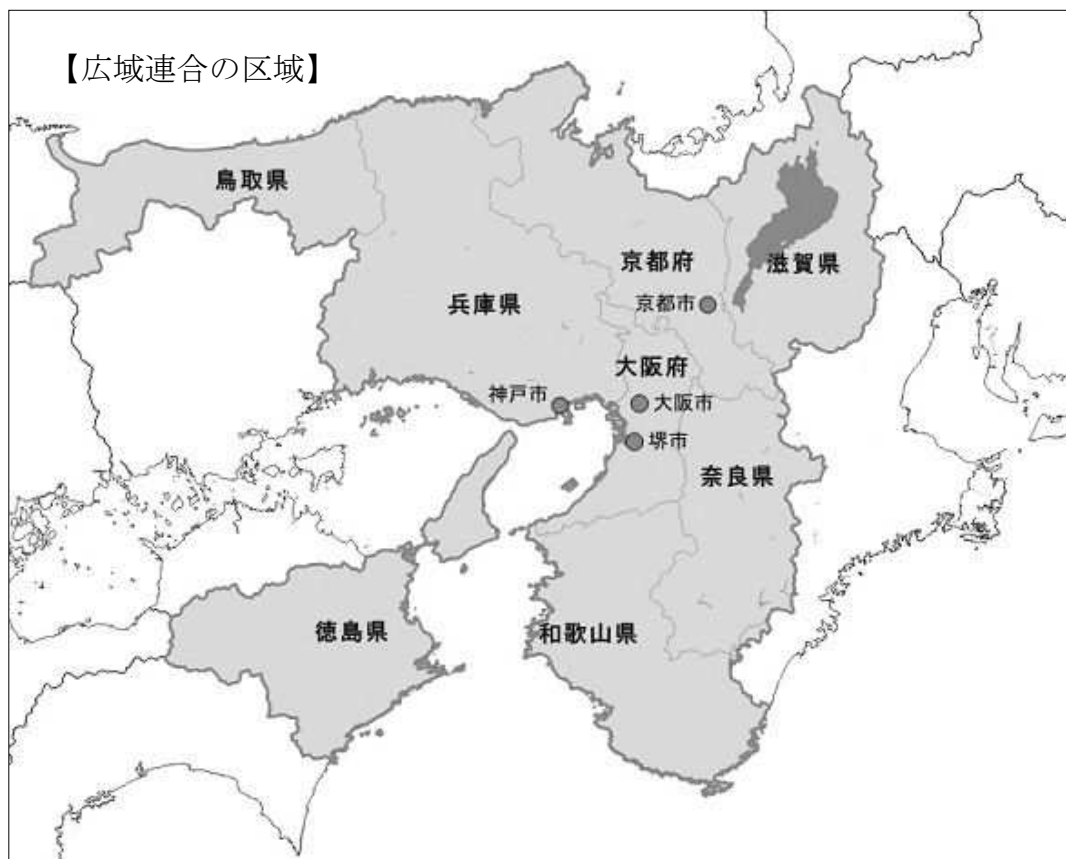 【広域連合の区域】
鳥取県
京都府
滋賀県
兵庫県
京都市
大阪府
神戸市
大阪市
堺市
奈良県
徳島県
和歌山県